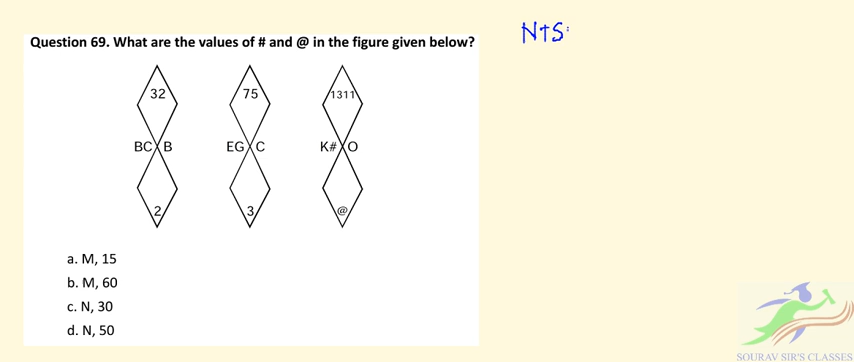 Question 69. What are the values of # and @ in the figure given below?
NTS:
32 75 1311
BC B EG C K# O
2 3 @
a. M, 15
b. M, 60
c. N, 30
d. N, 50
SOURAV SIR'S CLASSES